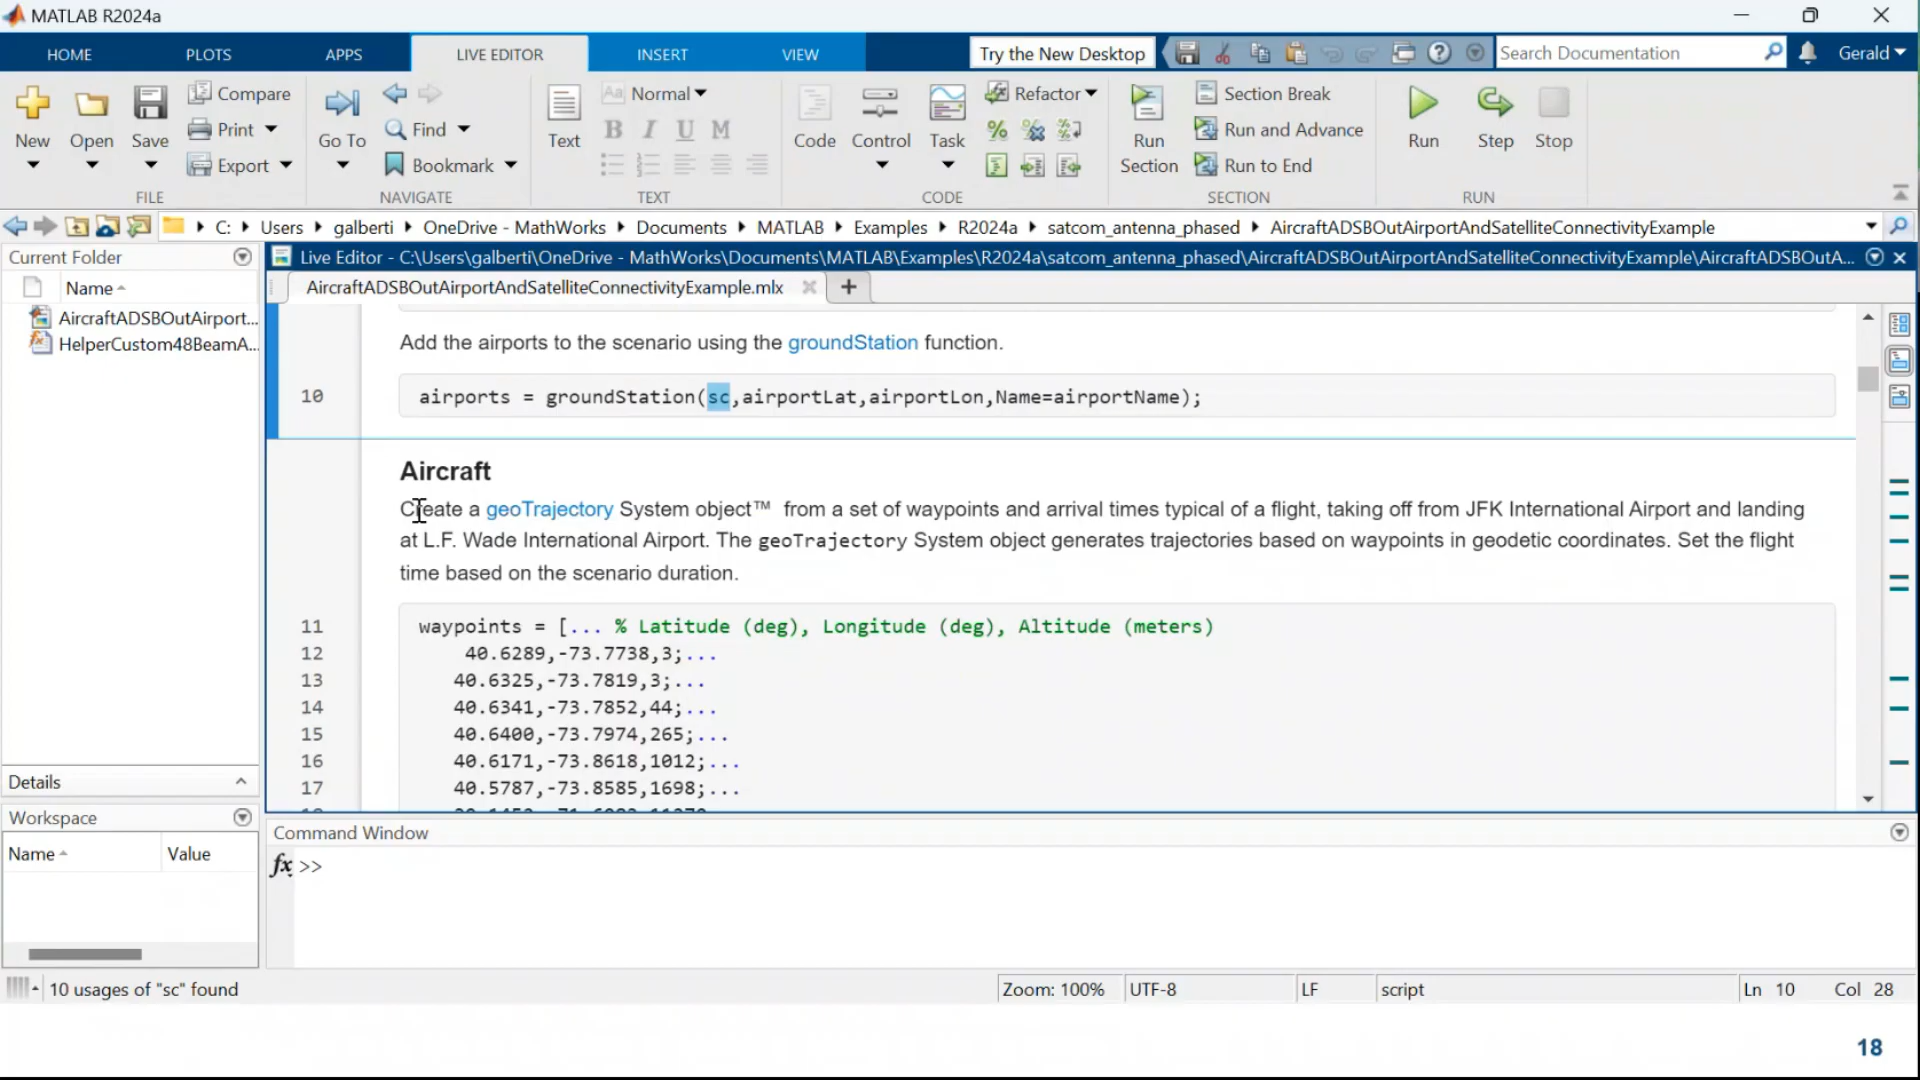 MATLAB R2024a
HOME PLOTS APPS LIVE EDITOR INSERT VIEW Try the New Desktop Search Documentation Gerald
New Open Save Compare Print Export
FILE
Go To Find Bookmark
NAVIGATE
Text Aa Normal
B I U M
TEXT
Code Control Task Refactor
CODE
Run Section Section Break
Run and Advance
Run to End
SECTION
Run Step Stop
RUN
C: Users galberti OneDrive - MathWorks Documents MATLAB Examples R2024a satcom_antenna_phased AircraftADSBOutAirportAndSatelliteConnectivityExample
Current Folder
Name
AircraftADSBOutAirport...
HelperCustom48BeamA...
Details
Workspace
Name Value
Live Editor - C:\Users\galberti\OneDrive - MathWorks\Documents\MATLAB\Examples\R2024a\satcom_antenna_phased\AircraftADSBOutAirportAndSatelliteConnectivityExample\AircraftADSBOutA...
AircraftADSBOutAirportAndSatelliteConnectivityExample.mlx
Add the airports to the scenario using the groundStation function.
10 airports = groundStation(sc,airportLat,airportLon,Name=airportName);
Aircraft
Create a geoTrajectory System object™ from a set of waypoints and arrival times typical of a flight, taking off from JFK International Airport and landing
at L.F. Wade International Airport. The geoTrajectory System object generates trajectories based on waypoints in geodetic coordinates. Set the flight
time based on the scenario duration.
11 waypoints = [... % Latitude (deg), Longitude (deg), Altitude (meters)
12 40.6289,-73.7738,3;...
13 40.6325,-73.7819,3;...
14 40.6341,-73.7852,44;...
15 40.6400,-73.7974,265;...
16 40.6171,-73.8618,1012;...
17 40.5787,-73.8585,1698;...
Command Window
fx >>
10 usages of "sc" found
Zoom: 100% UTF-8 LF script Ln 10 Col 28
18